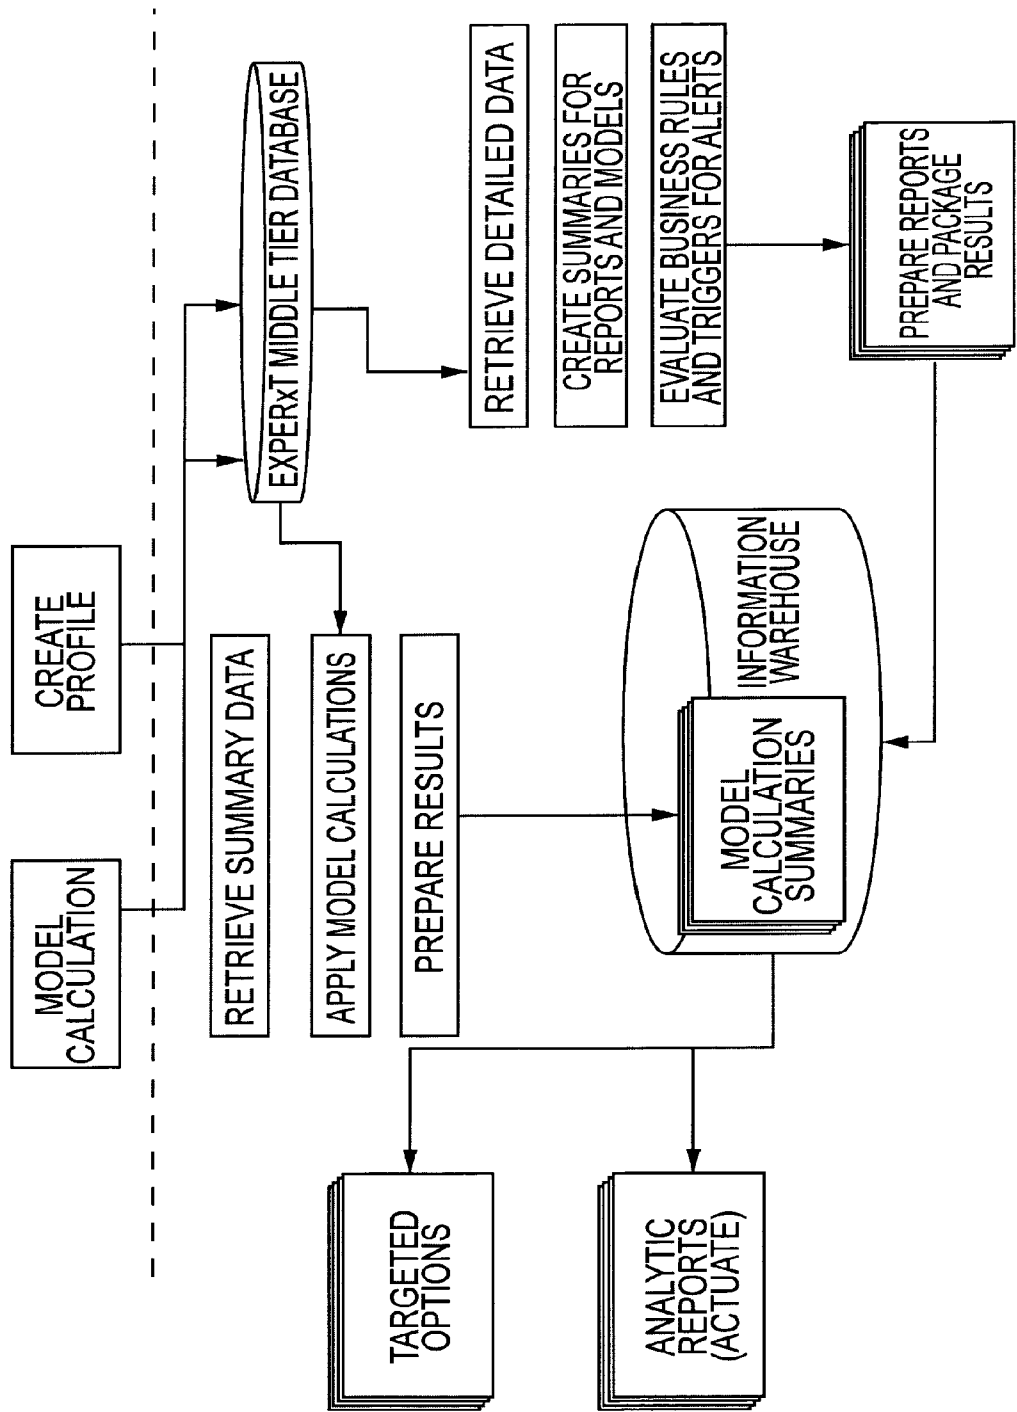 MODEL
CALCULATION
CREATE
PROFILE
EXPERxT MIDDLE TIER DATABASE
RETRIEVE SUMMARY DATA
APPLY MODEL CALCULATIONS
PREPARE RESULTS
RETRIEVE DETAILED DATA
CREATE SUMMARIES FOR
REPORTS AND MODELS
EVALUATE BUSINESS RULES
AND TRIGGERS FOR ALERTS
PREPARE REPORTS
AND PACKAGE
RESULTS
INFORMATION
WAREHOUSE
MODEL
CALCULATION
SUMMARIES
TARGETED
OPTIONS
ANALYTIC
REPORTS
(ACTUATE)